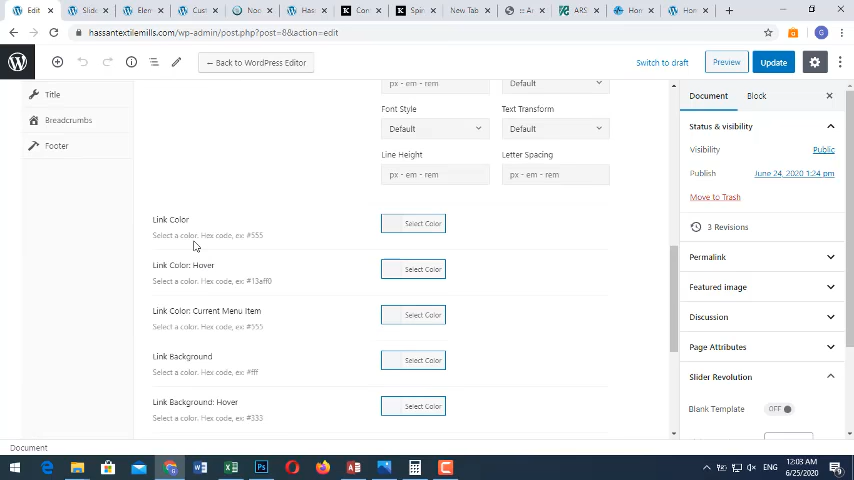 Edit
Slide
Elem
Cust
Noo
Has
Con
Spir
New Tab
:: A
ARS
Hor
Hor
hassantextilemills.com/wp-admin/post.php?post=8&action=edit
G
← Back to WordPress Editor
Switch to draft
Preview
Update
Title
Breadcrumbs
Footer
px - em - rem
Default
Font Style
Text Transform
Default
Default
Line Height
Letter Spacing
px - em - rem
px - em - rem
Link Color
Select a color. Hex code, ex: #555
Select Color
Link Color: Hover
Select a color. Hex code, ex: #13aff0
Select Color
Link Color: Current Menu Item
Select a color. Hex code, ex: #555
Select Color
Link Background
Select a color. Hex code, ex: #fff
Select Color
Link Background: Hover
Select a color. Hex code, ex: #333
Select Color
Document
Block
Status & visibility
Visibility
Public
Publish
June 24, 2020 1:24 pm
Move to Trash
3 Revisions
Permalink
Featured image
Discussion
Page Attributes
Slider Revolution
Blank Template
OFF
Document
ENG
12:03 AM
6/25/2020